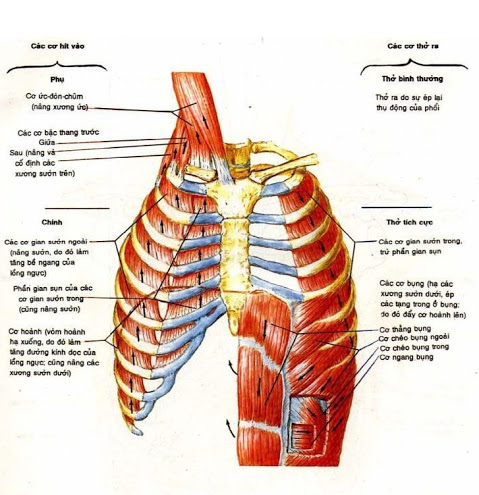 Các cơ hít vào
Phụ
Cơ ức-đòn-chũm
(nâng xương ức)
Các cơ bậc thang trước
Giữa
Sau (nâng và
cố định các
xương sườn trên)
Chính
Các cơ gian sườn ngoài
(nâng sườn, do đó làm
tăng bề ngang của
lồng ngực)
Phần gian sụn của các
cơ gian sườn trong
(cũng nâng sườn)
Cơ hoành (vòm hoành
hạ xuống, do đó làm
tăng đường kính dọc của
lồng ngực; cũng nâng các
xương sườn dưới)
Các cơ thở ra
Thở bình thường
Thở ra do sự ép lại
thụ động của phổi
Thở tích cực
Các cơ gian sườn trong,
trừ phần gian sụn
Các cơ bụng (hạ các
xương sườn dưới, ép
các tạng trong ổ bụng;
do đó đẩy cơ hoành lên)
Cơ thẳng bụng
Cơ chéo bụng ngoài
Cơ chéo bụng trong
Cơ ngang bụng